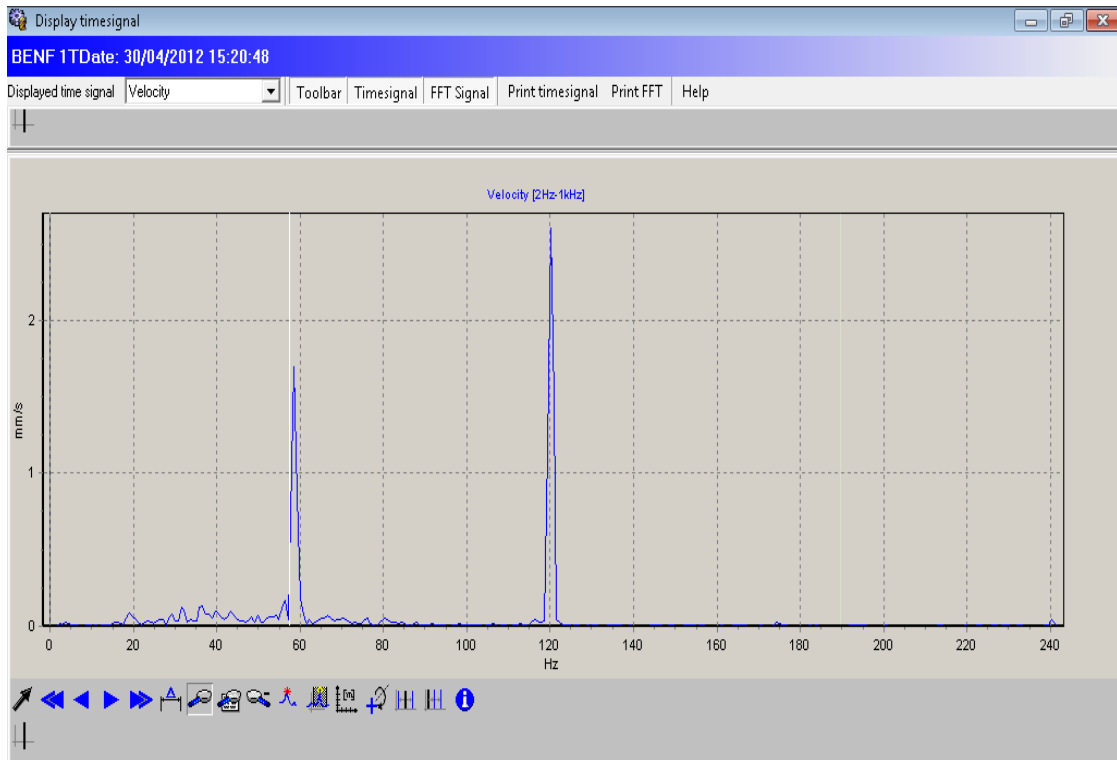 Display timesignal
BENF 1TDate: 30/04/2012 15:20:48
Displayed time signal Velocity Toolbar Timesignal FFT Signal Print timesignal Print FFT Help
Velocity [2Hz-1kHz]
2
mm/s
1
0
0 20 40 60 80 100 120 140 160 180 200 220 240
Hz
[m]